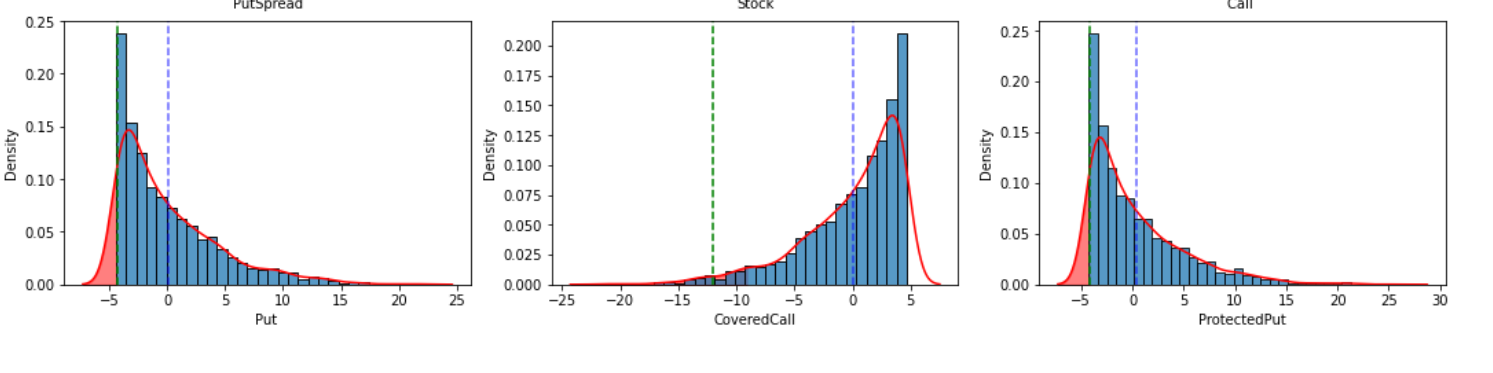 PutSpread
Stock
Call
0.25
0.20
0.15
0.10
0.05
0.00
Density
−5 0 5 10 15 20 25
Put
0.200
0.175
0.150
0.125
0.100
0.075
0.050
0.025
0.000
Density
−25 −20 −15 −10 −5 0 5
CoveredCall
0.25
0.20
0.15
0.10
0.05
0.00
Density
−5 0 5 10 15 20 25 30
ProtectedPut